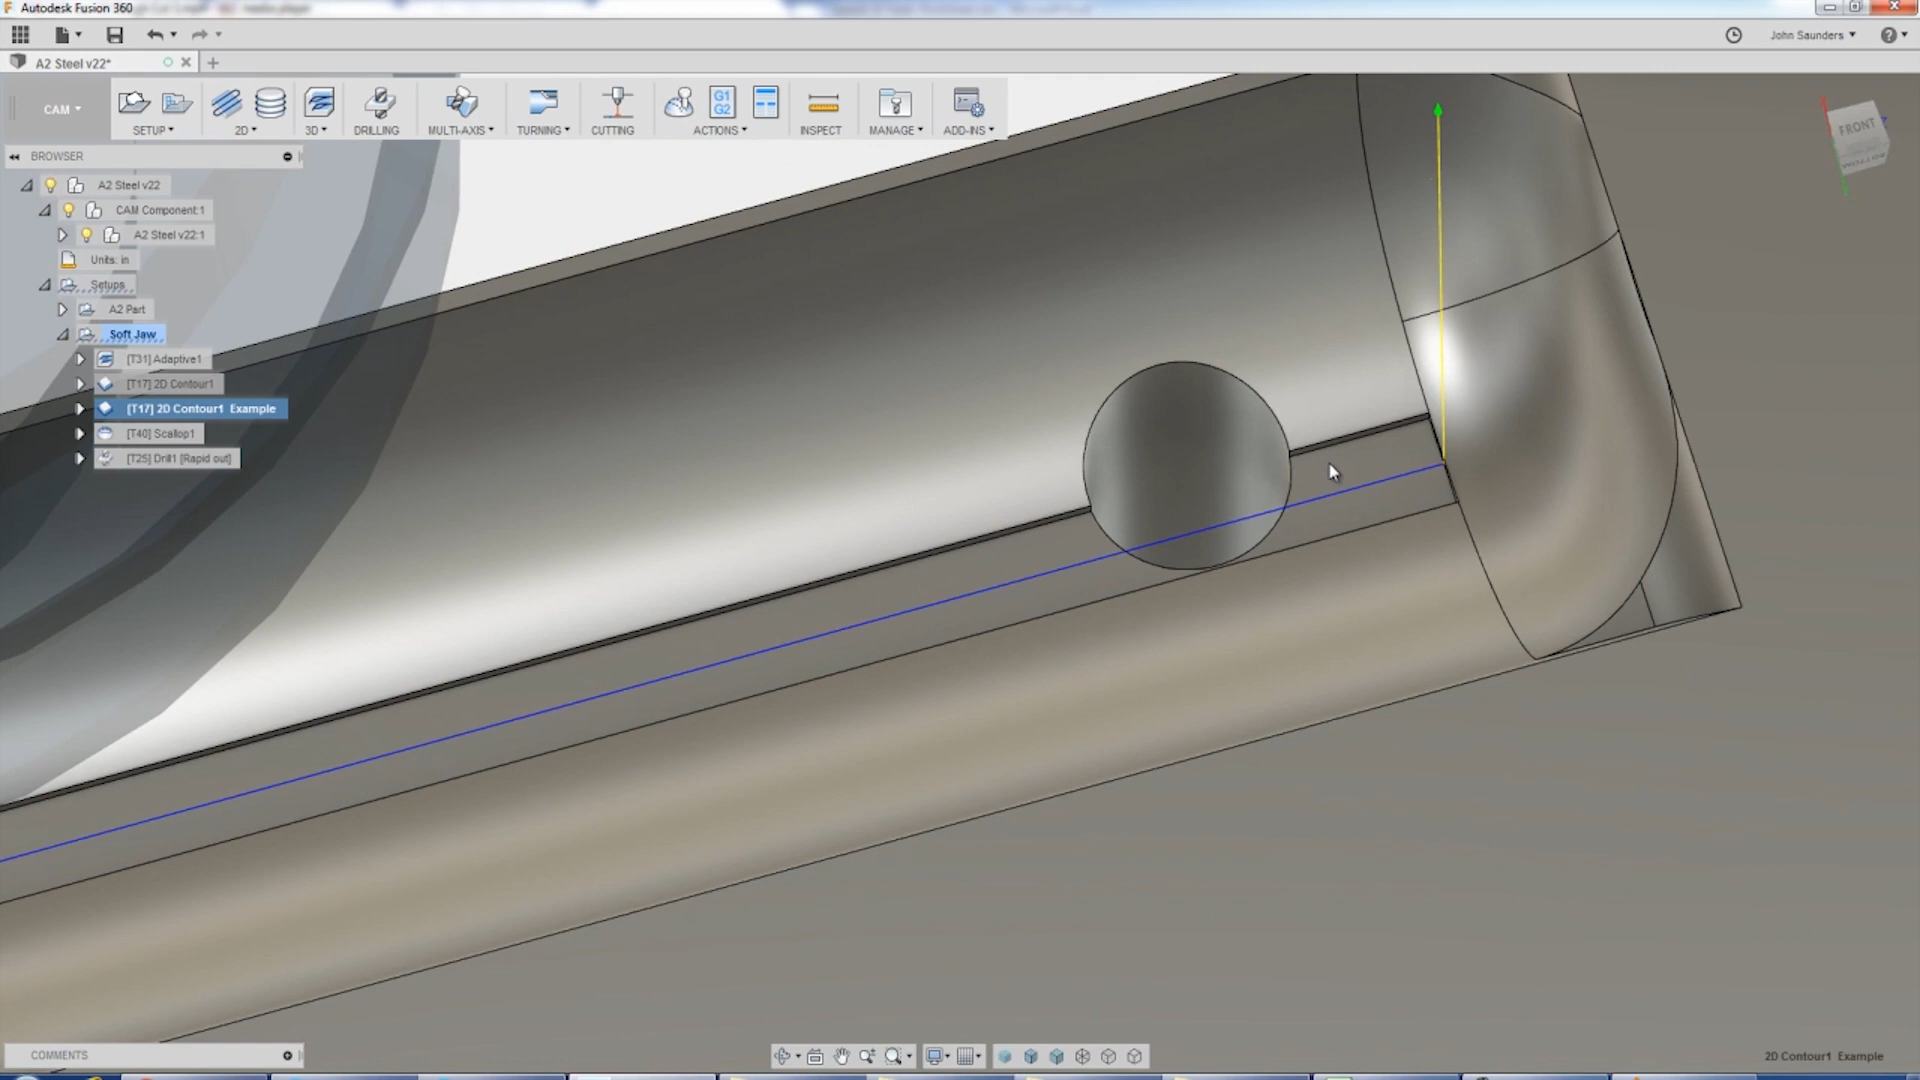 Autodesk Fusion 360
John Saunders
A2 Steel v22*
CAM
SETUP
2D
3D
DRILLING
MULTI-AXIS
TURNING
CUTTING
G1
G2
ACTIONS
INSPECT
MANAGE
ADD-INS
FRONT
BROWSER
A2 Steel v22
CAM Component:1
A2 Steel v22:1
Units: in
Setups
A2 Part
Soft Jaw
[T31] Adaptive1
[T17] 2D Contour1
[T17] 2D Contour1 Example
[T40] Scallop1
[T25] Drill1 [Rapid out]
COMMENTS
2D Contour1 Example